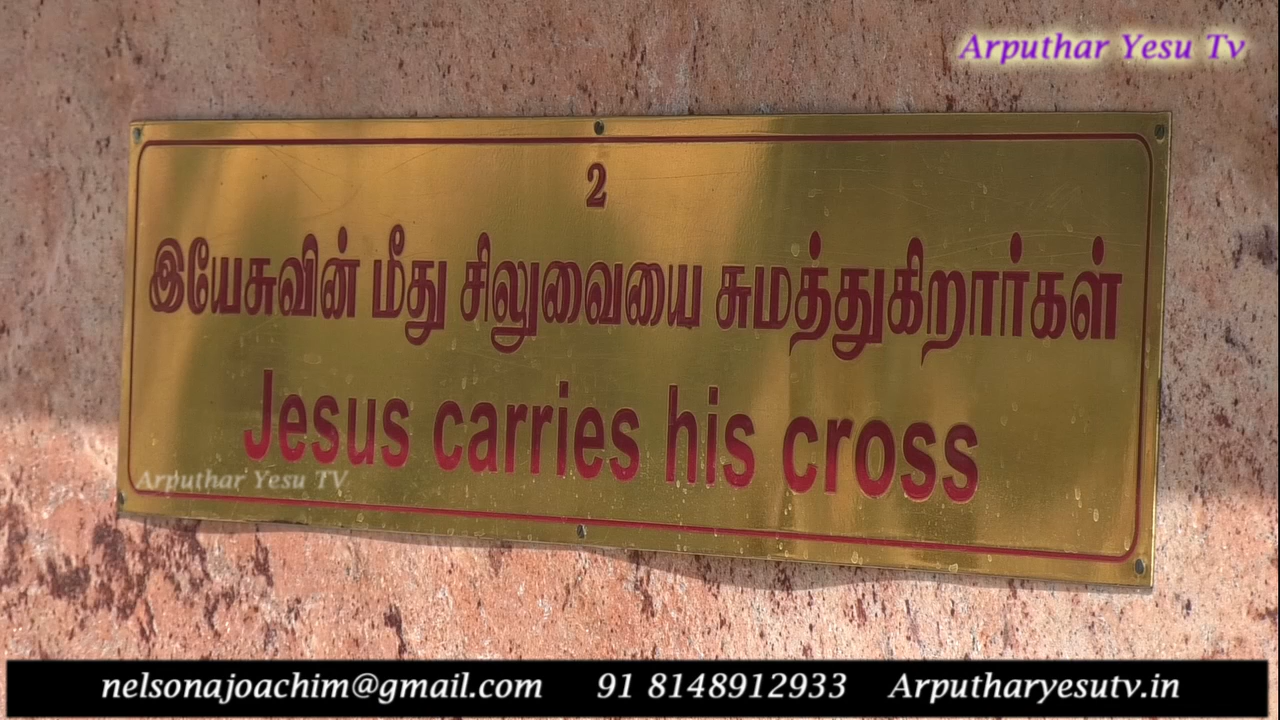 Arputhar Yesu Tv
2
இயேசுவின் மீது சிலுவையை சுமத்துகிறார்கள்
Jesus carries his cross
Arputhar Yesu TV
nelsonajoachim@gmail.com 91 8148912933 Arputharyesutv.in